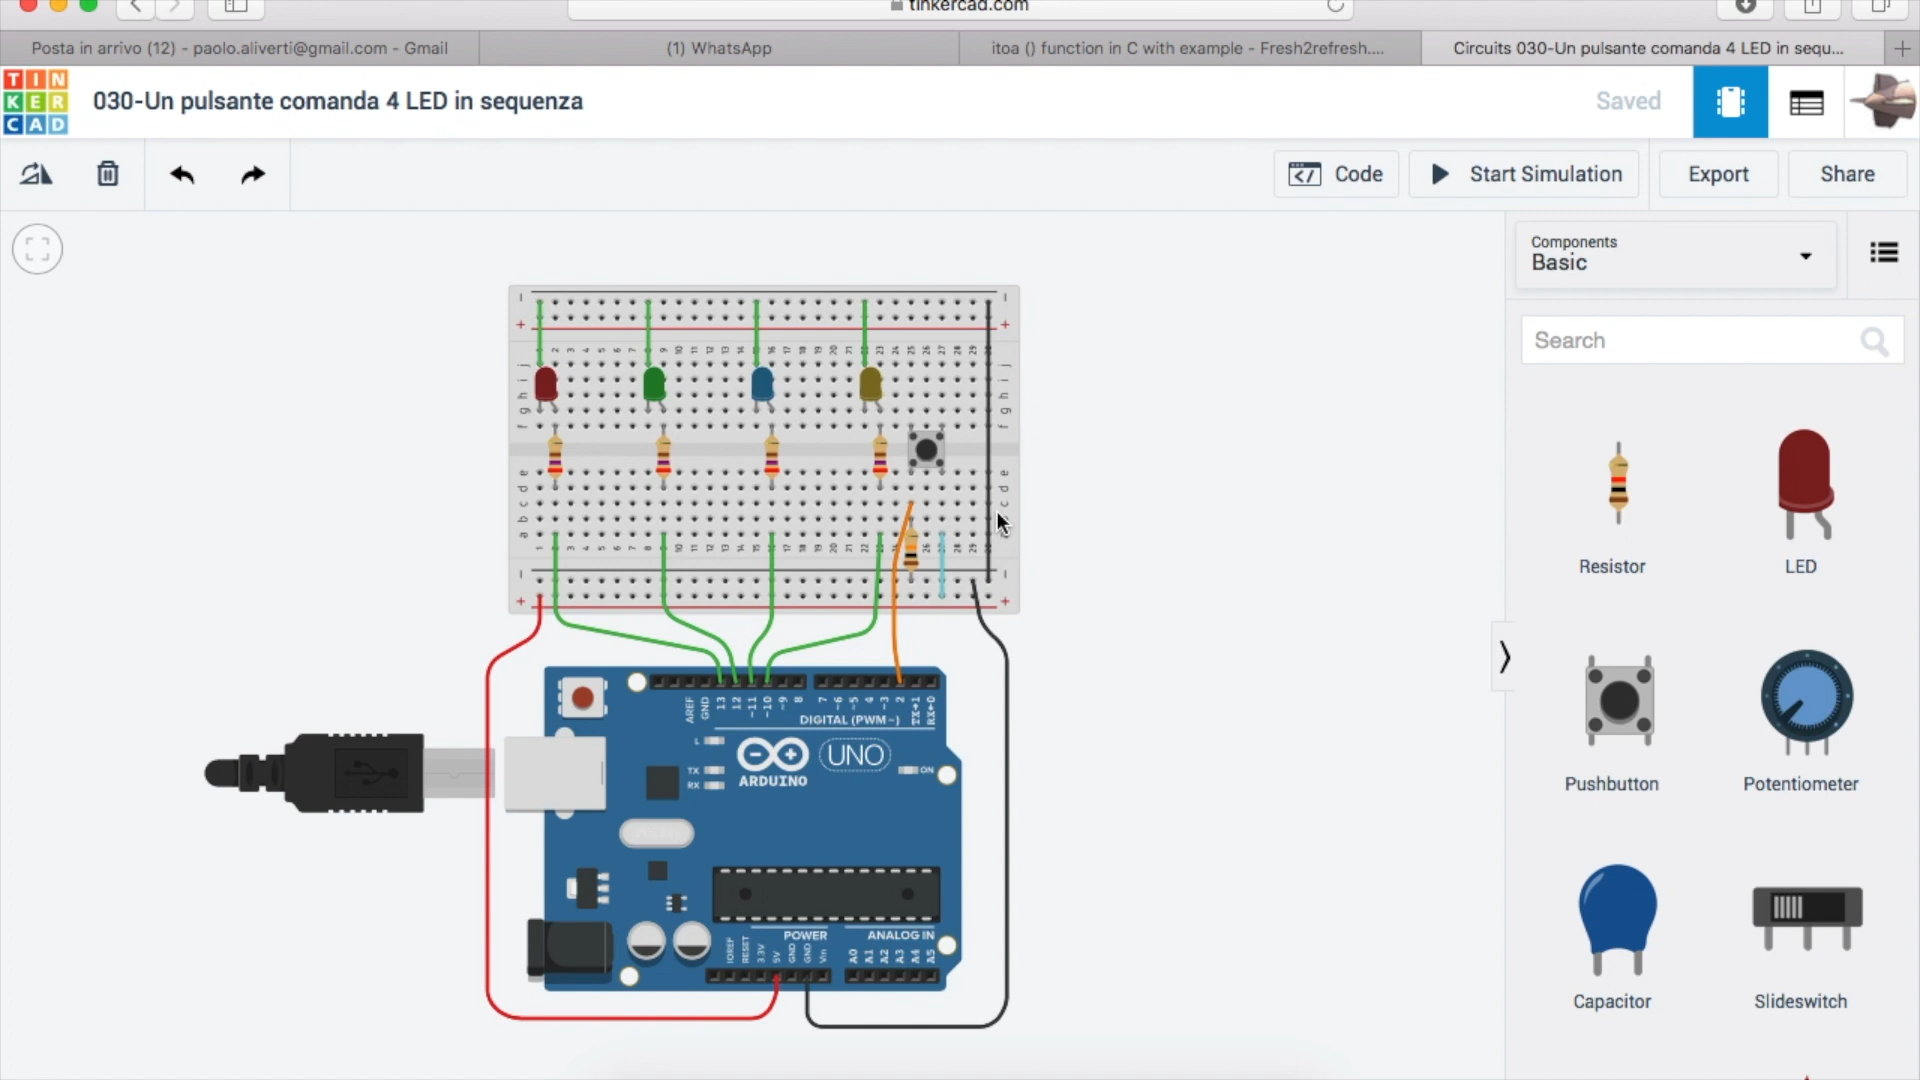 tinkercad.com
Posta in arrivo (12) - paolo.aliverti@gmail.com - Gmail
(1) WhatsApp
itoa () function in C with example - Fresh2refresh....
Circuits 030-Un pulsante comanda 4 LED in sequ...
TIN
KER
CAD
030-Un pulsante comanda 4 LED in sequenza
Saved
Code
Start Simulation
Export
Share
Components
Basic
Search
Resistor
LED
Pushbutton
Potentiometer
Capacitor
Slideswitch
AREF
GND
13
12
~11
~10
~9
8
7
~6
~5
4
~3
2
TX→1
RX←0
DIGITAL (PWM~)
L
TX
RX
ARDUINO
UNO
ON
POWER
ANALOG IN
IOREF
RESET
3.3V
5V
GND
GND
Vin
A0
A1
A2
A3
A4
A5